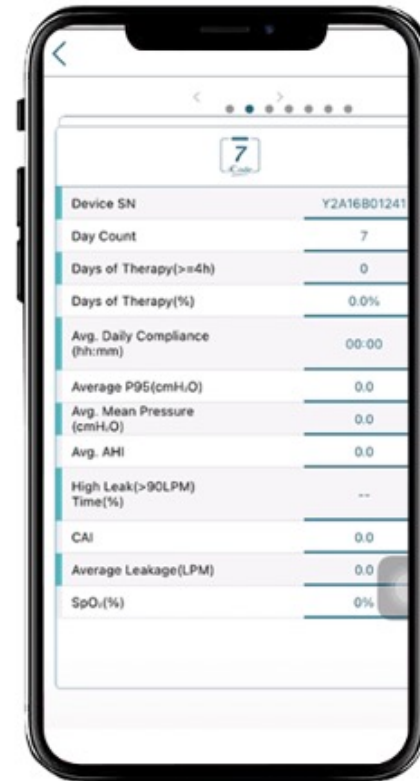 7
iCode
Device SN Y2A16B01241
Day Count 7
Days of Therapy(>=4h) 0
Days of Therapy(%) 0.0%
Avg. Daily Compliance
(hh:mm) 00:00
Average P95(cmH₂O) 0.0
Avg. Mean Pressure
(cmH₂O) 0.0
Avg. AHI 0.0
High Leak(>90LPM)
Time(%) --
CAI 0.0
Average Leakage(LPM) 0.0
SpO₂(%) 0%